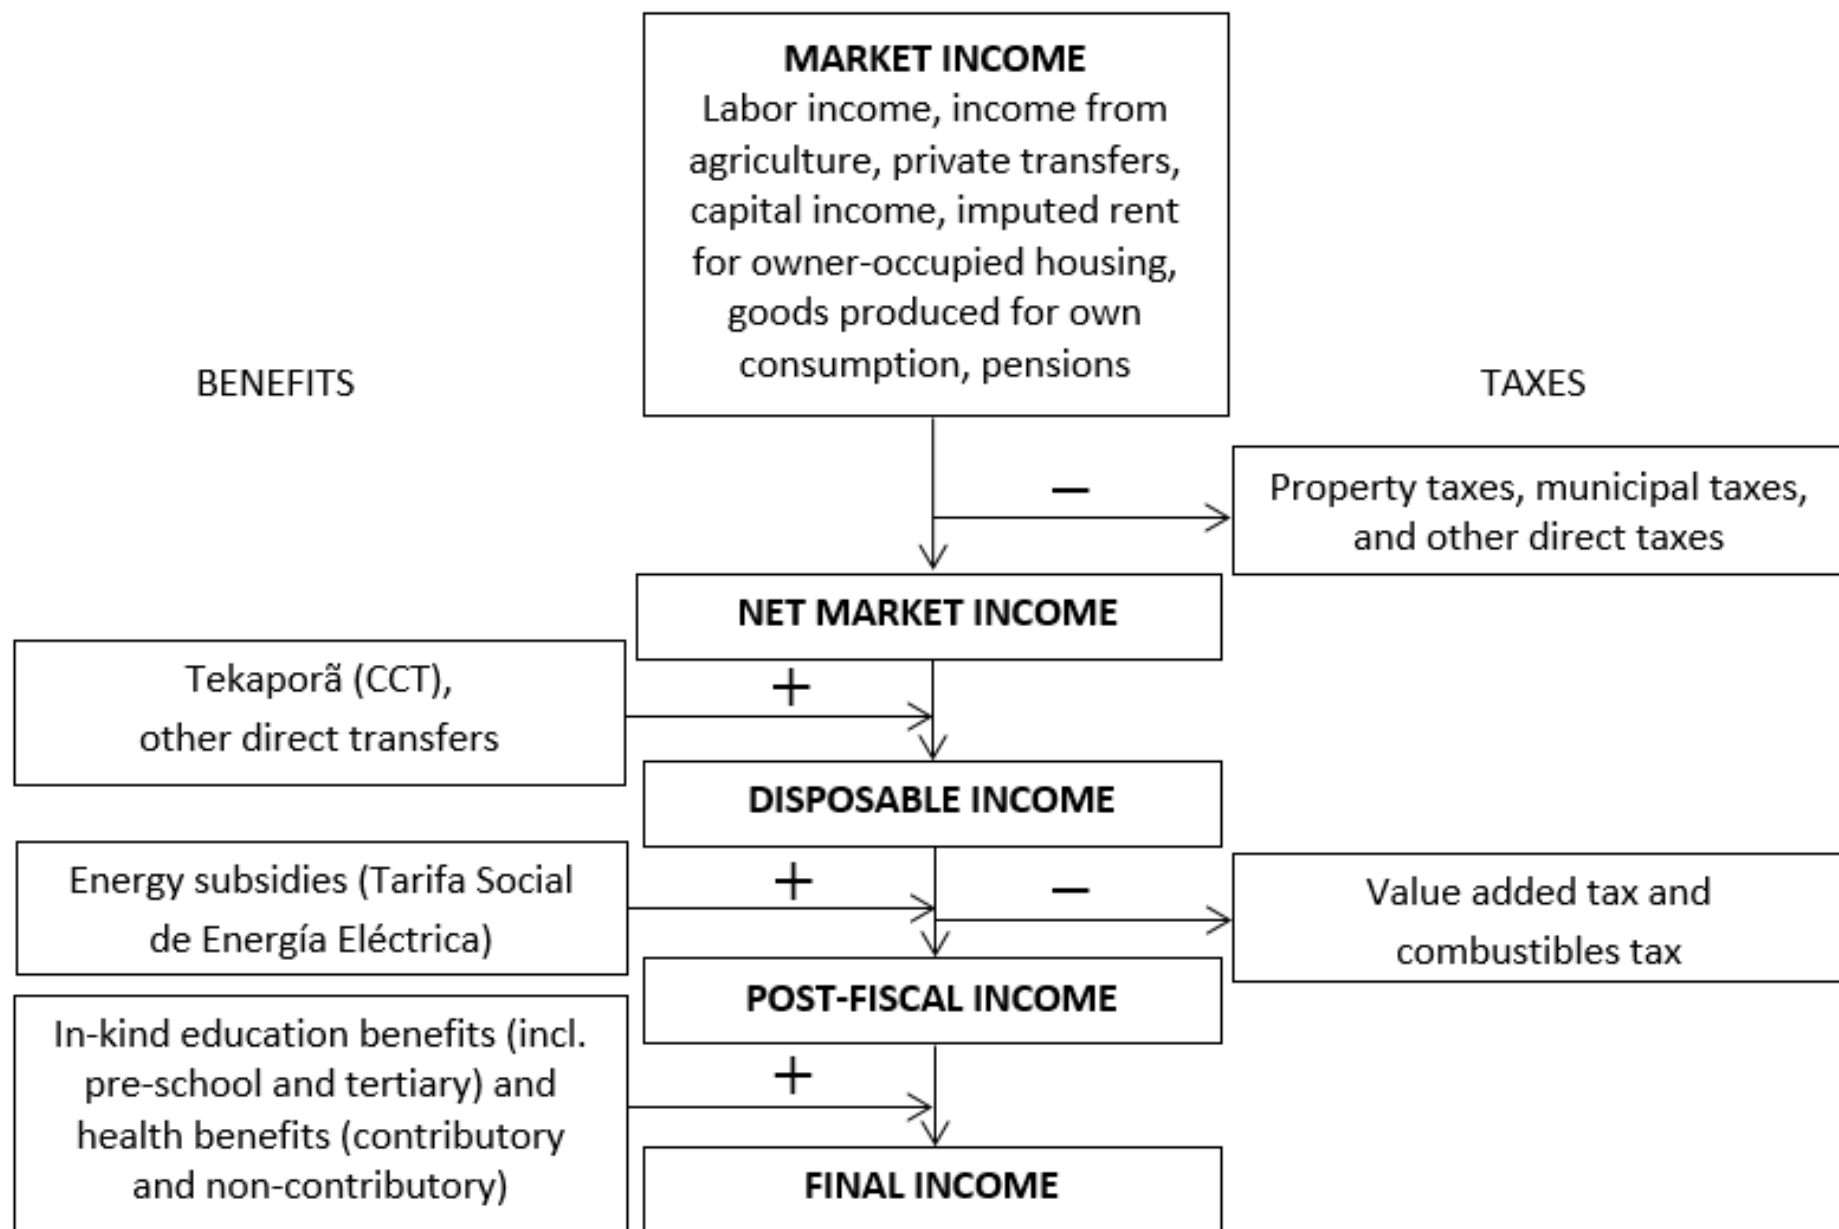 MARKET INCOME
Labor income, income from
agriculture, private transfers,
capital income, imputed rent
for owner-occupied housing,
goods produced for own
consumption, pensions
BENEFITS
TAXES
−
Property taxes, municipal taxes,
and other direct taxes
NET MARKET INCOME
Tekaporã (CCT),
other direct transfers
+
DISPOSABLE INCOME
Energy subsidies (Tarifa Social
de Energía Eléctrica)
+
−
Value added tax and
combustibles tax
POST-FISCAL INCOME
In-kind education benefits (incl.
pre-school and tertiary) and
health benefits (contributory
and non-contributory)
+
FINAL INCOME